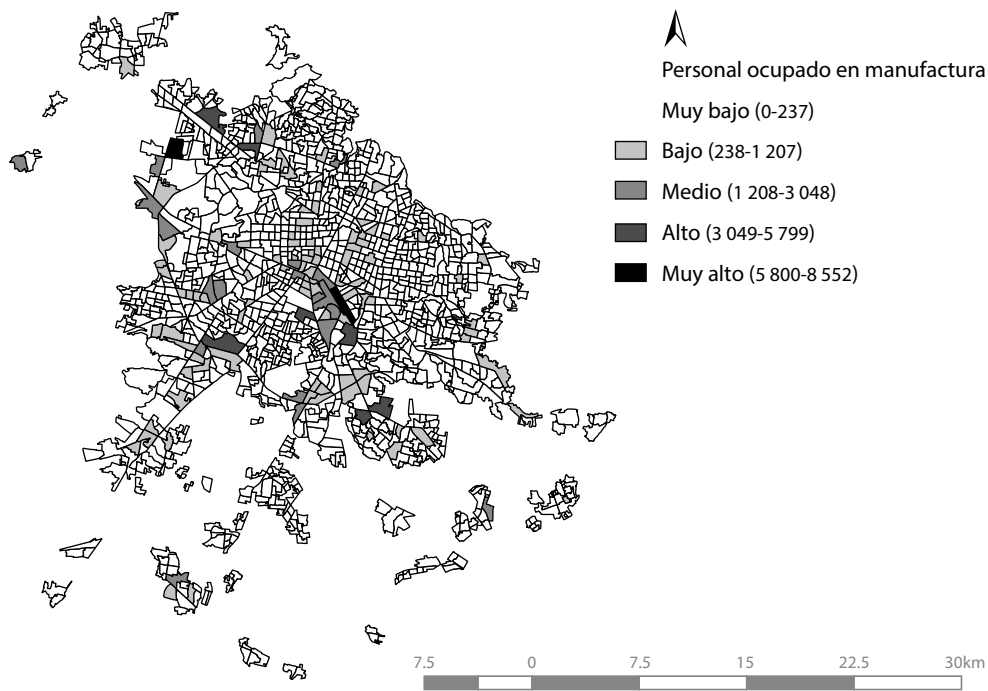 Personal ocupado en manufactura
Muy bajo (0-237)
Bajo (238-1 207)
Medio (1 208-3 048)
Alto (3 049-5 799)
Muy alto (5 800-8 552)
7.5 0 7.5 15 22.5 30km